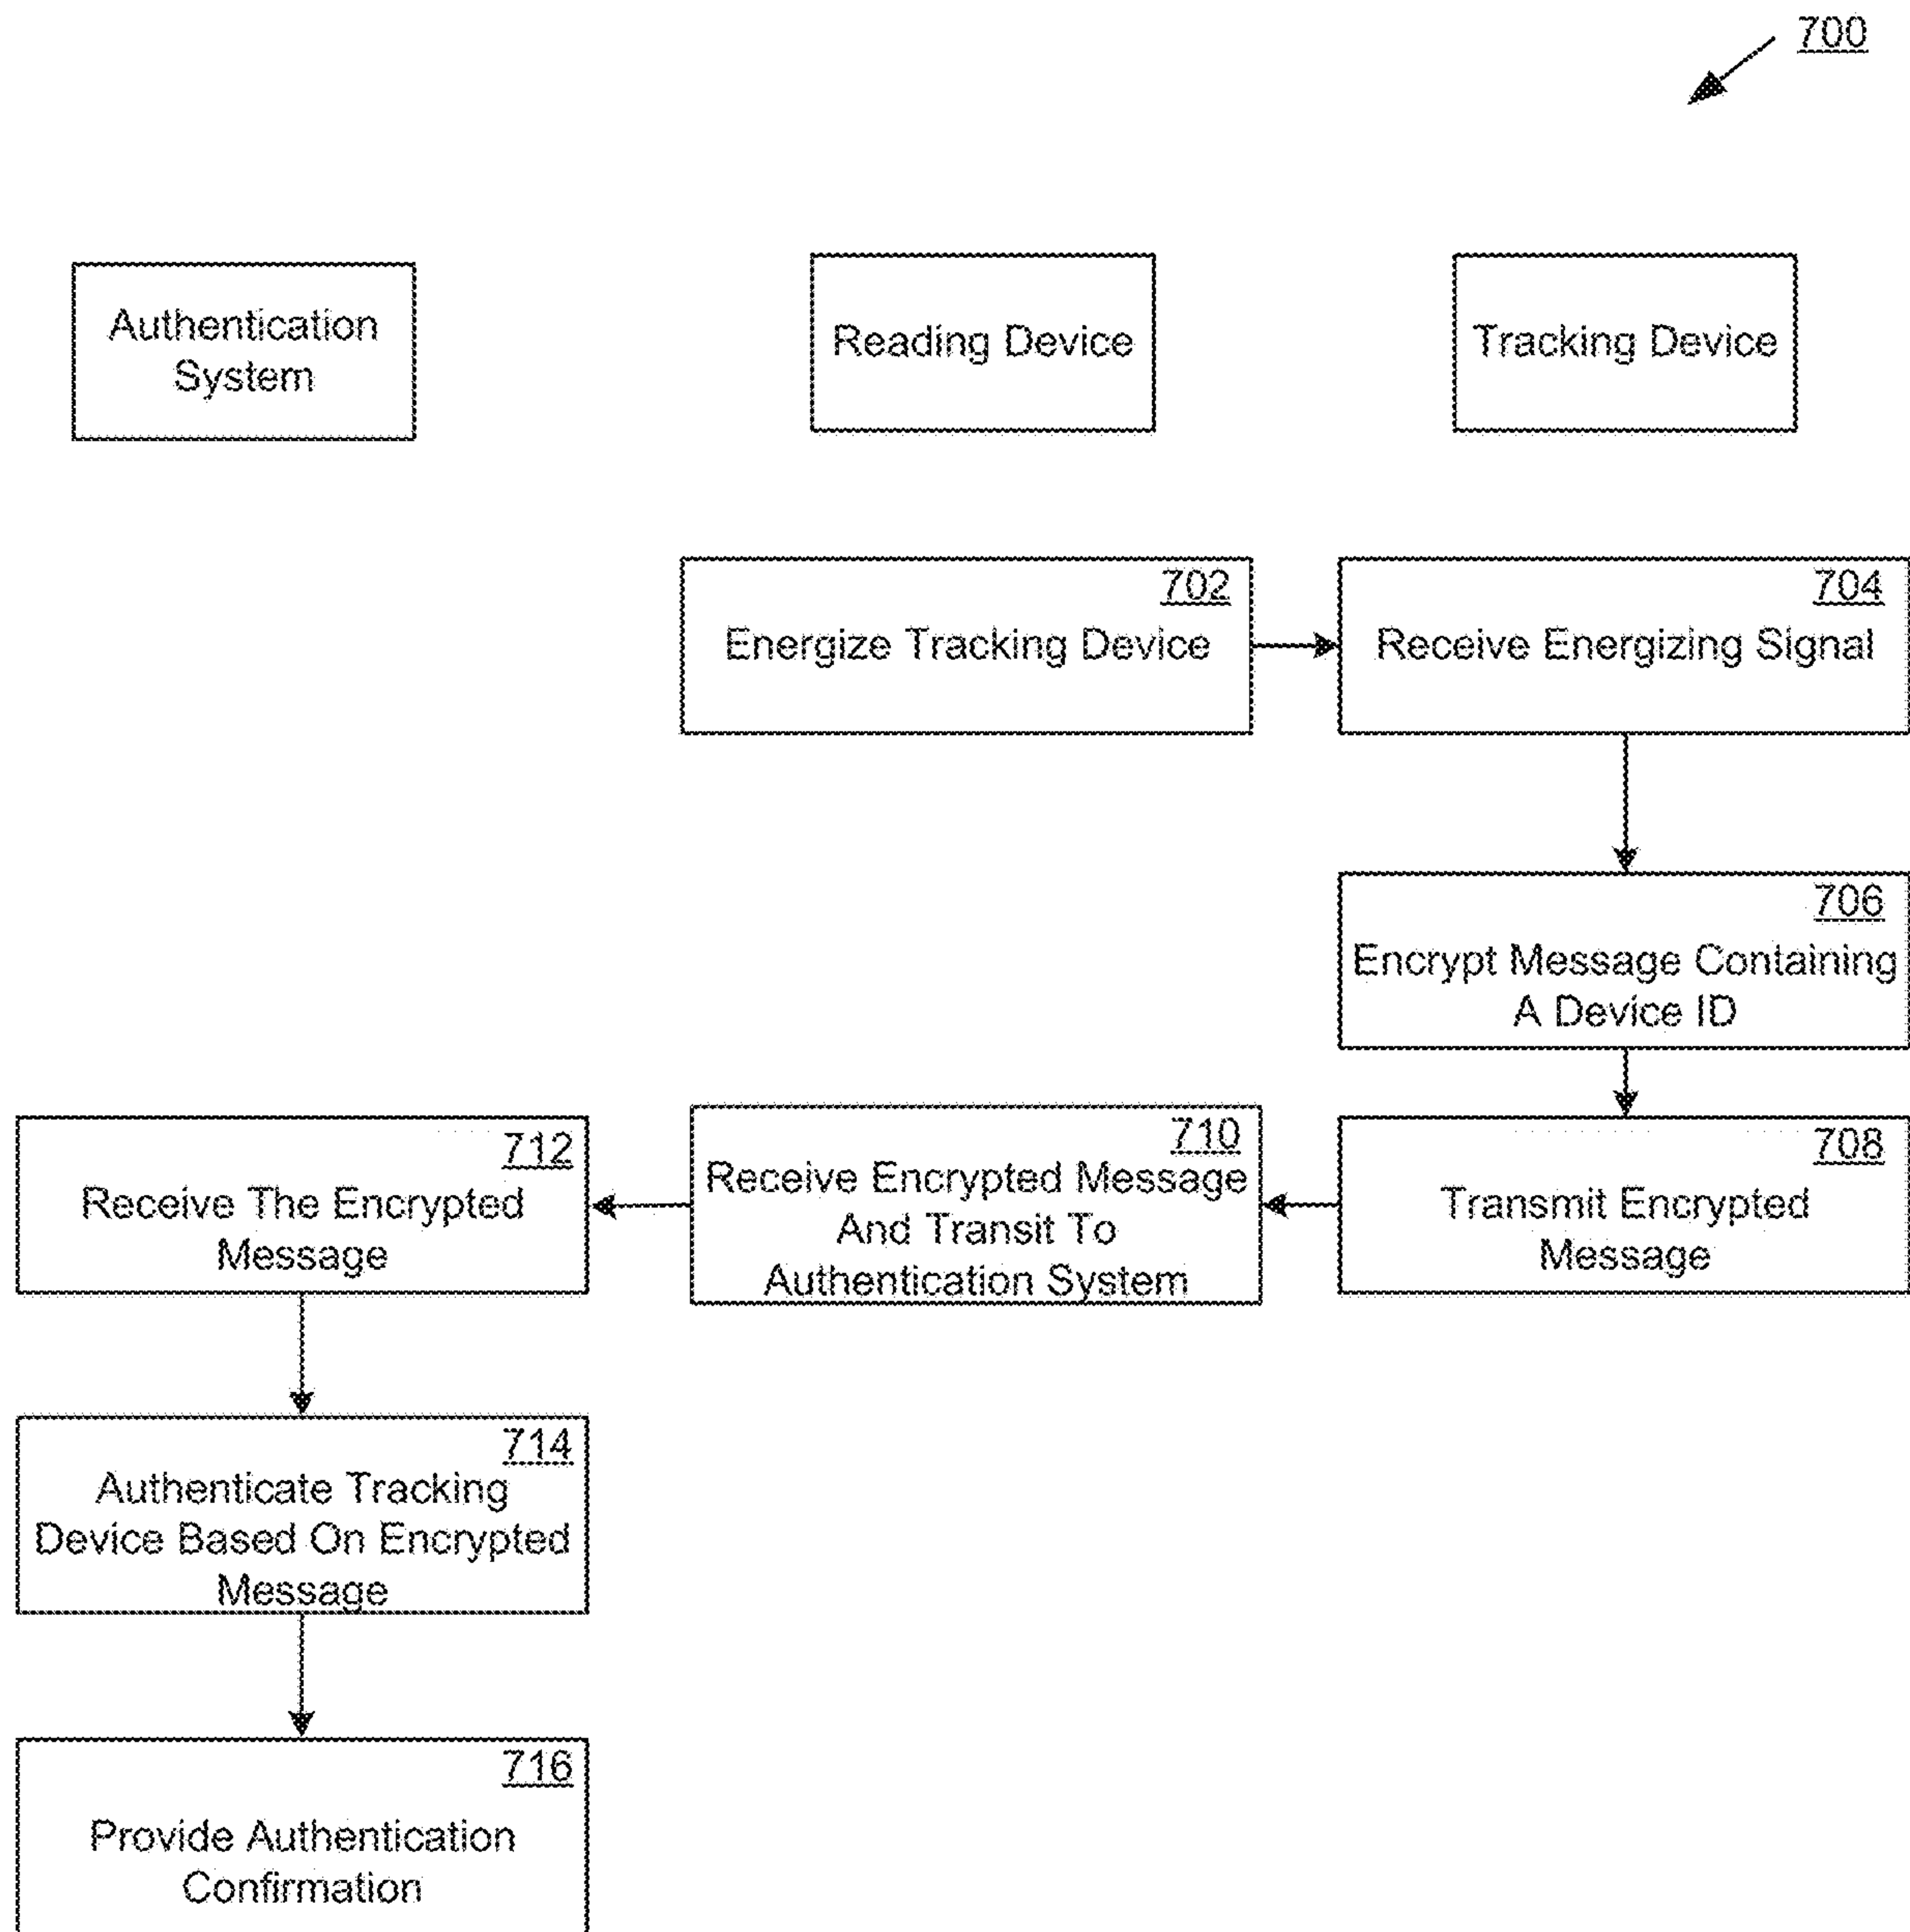 700
Authentication
System
Reading Device
Tracking Device
702
Energize Tracking Device
704
Receive Energizing Signal
706
Encrypt Message Containing
A Device ID
708
Transmit Encrypted
Message
710
Receive Encrypted Message
And Transit To
Authentication System
712
Receive The Encrypted
Message
714
Authenticate Tracking
Device Based On Encrypted
Message
716
Provide Authentication
Confirmation